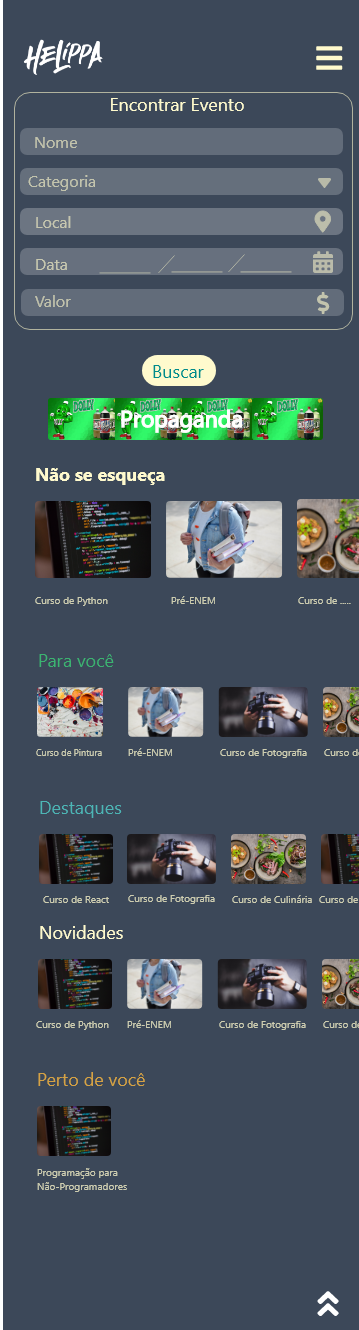 HELIPPA
Encontrar Evento
Nome
Categoria
Local
Data ______/______/______
Valor
$
Buscar
DOLLY DOLLY DOLLY DOLLY
Propaganda
Não se esqueça
Curso de Python Pré-ENEM Curso de .....
Para você
Curso de Pintura Pré-ENEM Curso de Fotografia Curso d
Destaques
Curso de React Curso de Fotografia Curso de Culinária Curso de
Novidades
Curso de Python Pré-ENEM Curso de Fotografia Curso d
Perto de você
Programação para
Não-Programadores